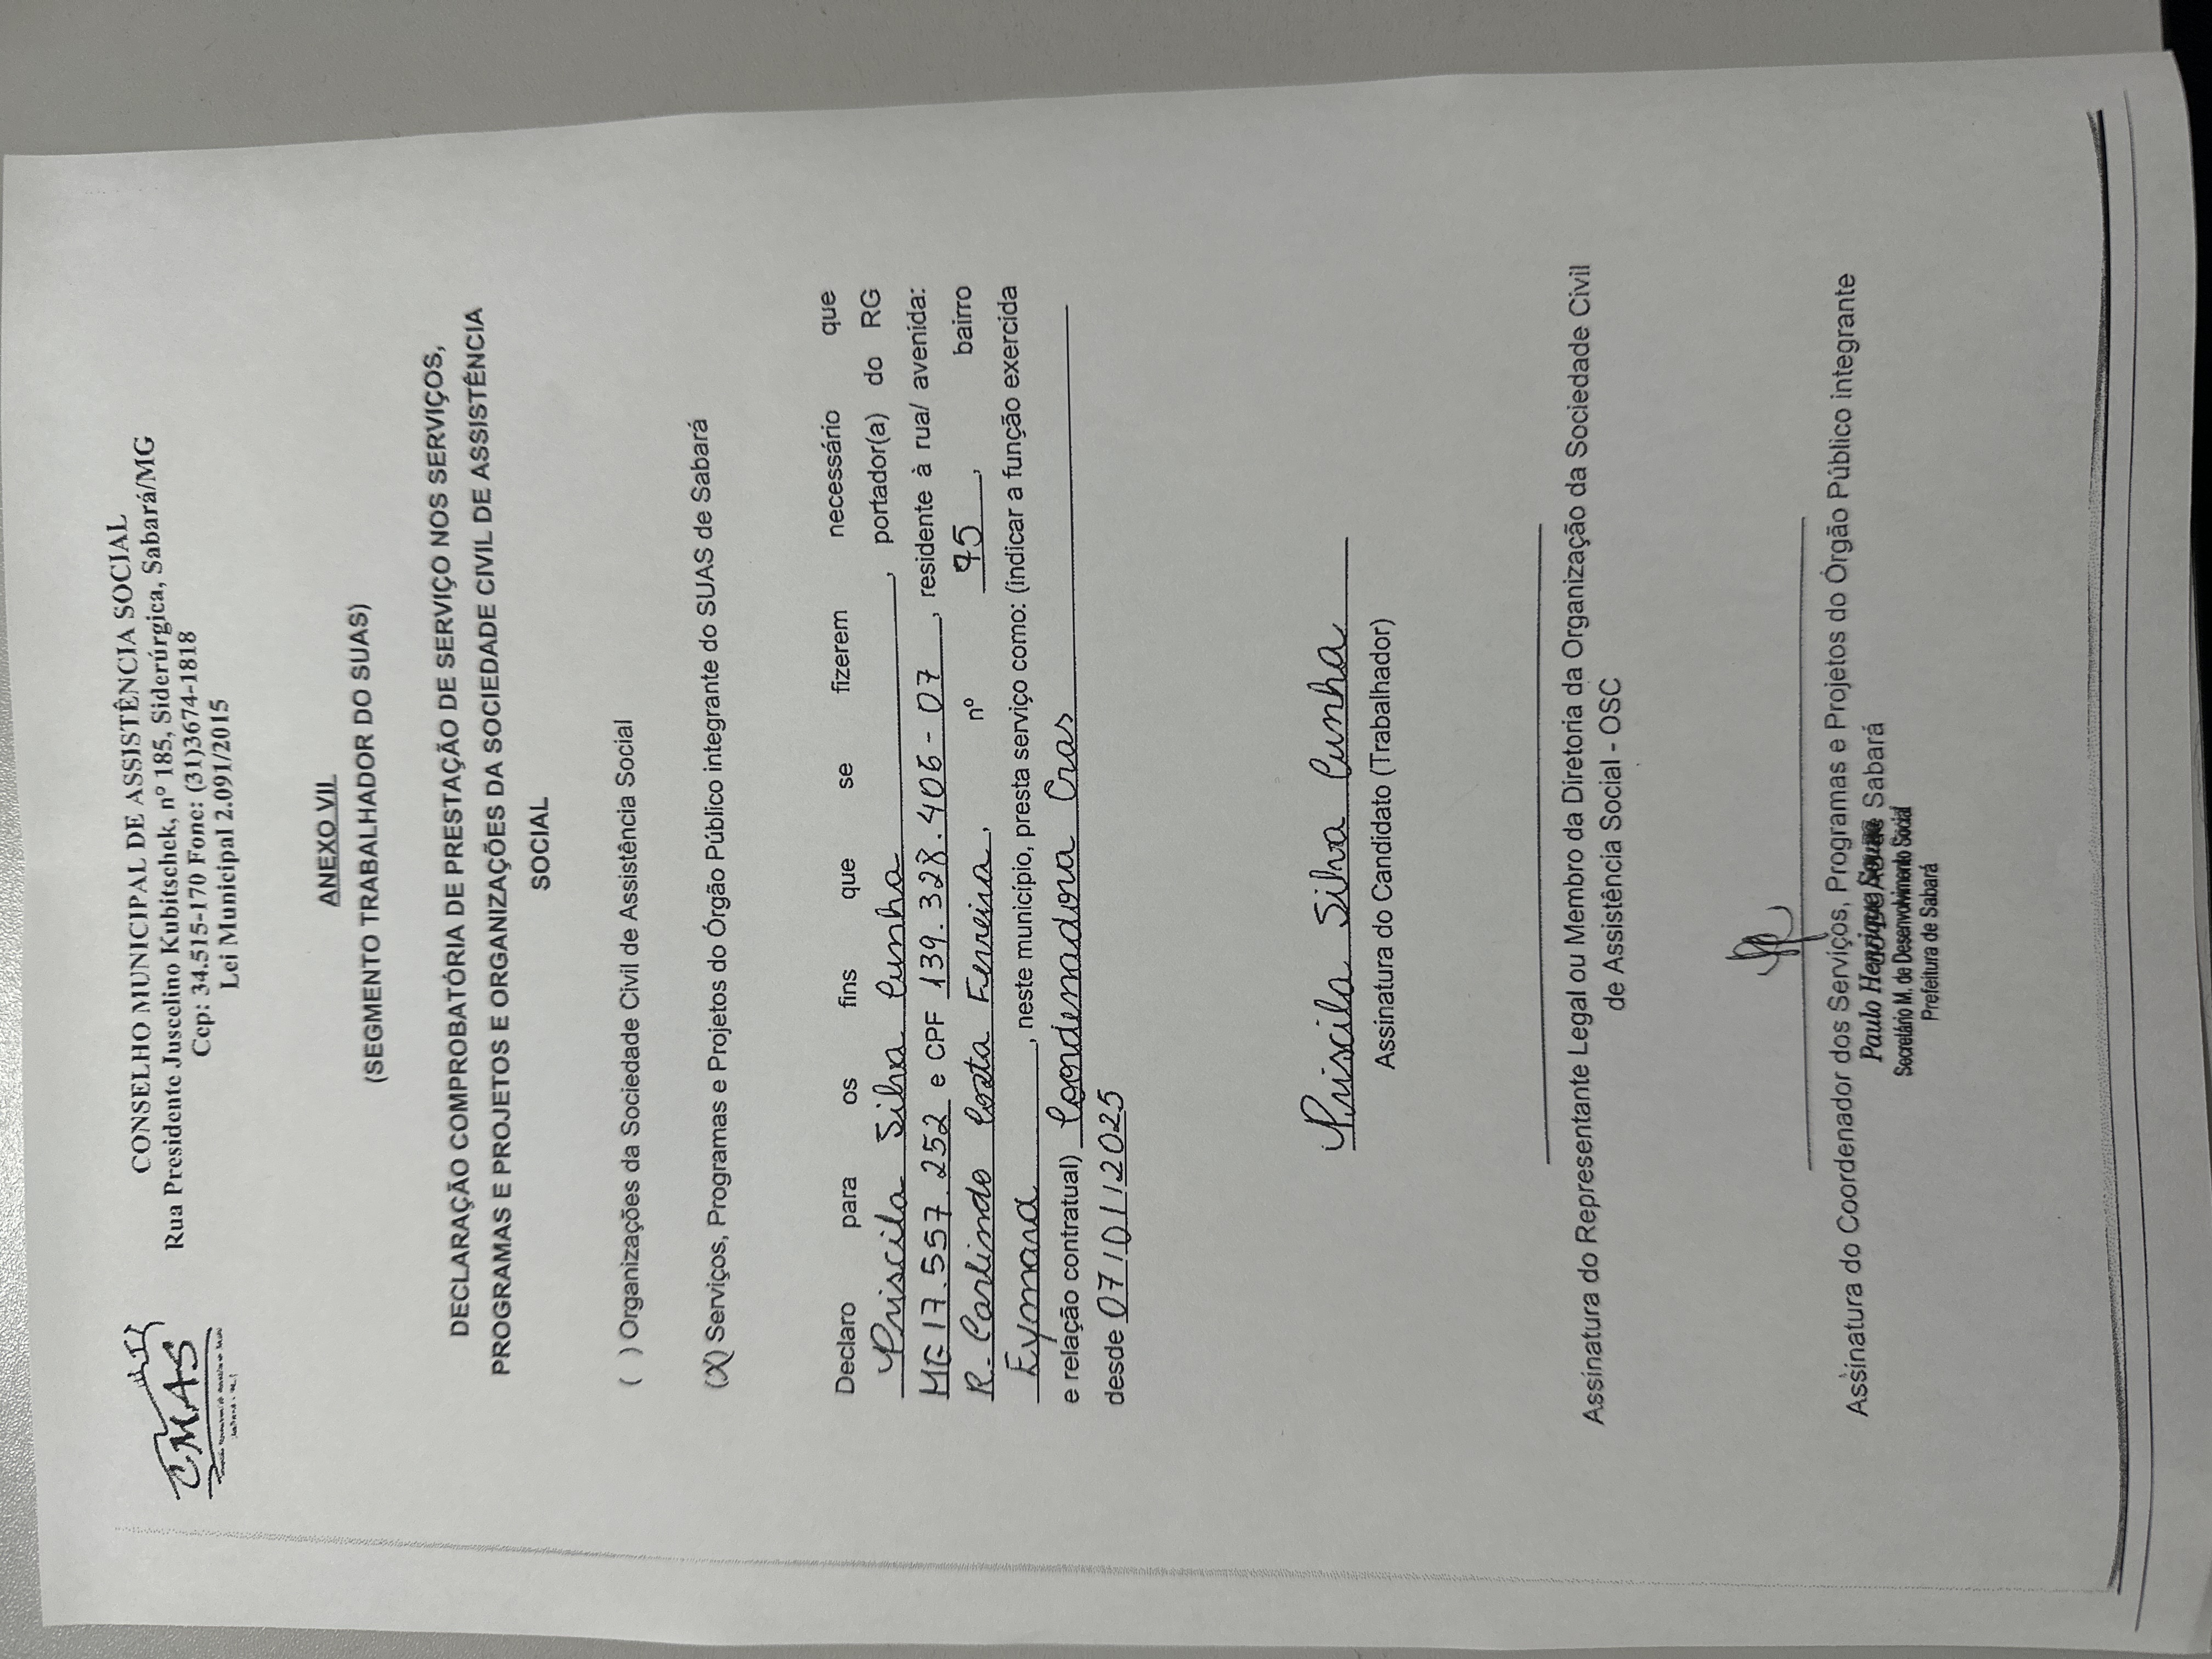 CMAS
CONSELHO MUNICIPAL DE ASSISTÊNCIA SOCIAL
Rua Presidente Juscelino Kubitschek, nº 185, Siderúrgica, Sabará/MG
Cep: 34.515-170 Fone: (31)3674-1818
Lei Municipal 2.091/2015
ANEXO VII
(SEGMENTO TRABALHADOR DO SUAS)
DECLARAÇÃO COMPROBATÓRIA DE PRESTAÇÃO DE SERVIÇO NOS SERVIÇOS,
PROGRAMAS E PROJETOS E ORGANIZAÇÕES DA SOCIEDADE CIVIL DE ASSISTÊNCIA
SOCIAL
( ) Organizações da Sociedade Civil de Assistência Social
(X) Serviços, Programas e Projetos do Órgão Público integrante do SUAS de Sabará
Declaro para os fins que se fizerem necessário que
Priscila Silva Cunha, portador(a) do RG
MG 17.557.252 e CPF 139.328.406-07, residente à rua/ avenida:
R. Carlindo Costa Ferreira, nº 95, bairro
Eymard, neste município, presta serviço como: (indicar a função exercida
e relação contratual) Coordenadora Cras
desde 07/01/2025
Priscila Silva Cunha
Assinatura do Candidato (Trabalhador)
Assinatura do Representante Legal ou Membro da Diretoria da Organização da Sociedade Civil
de Assistência Social - OSC
Assinatura do Coordenador dos Serviços, Programas e Projetos do Órgão Público integrante
Paulo Henrique Sabará
Secretário M. de Desenvolvimento Social
Prefeitura de Sabará